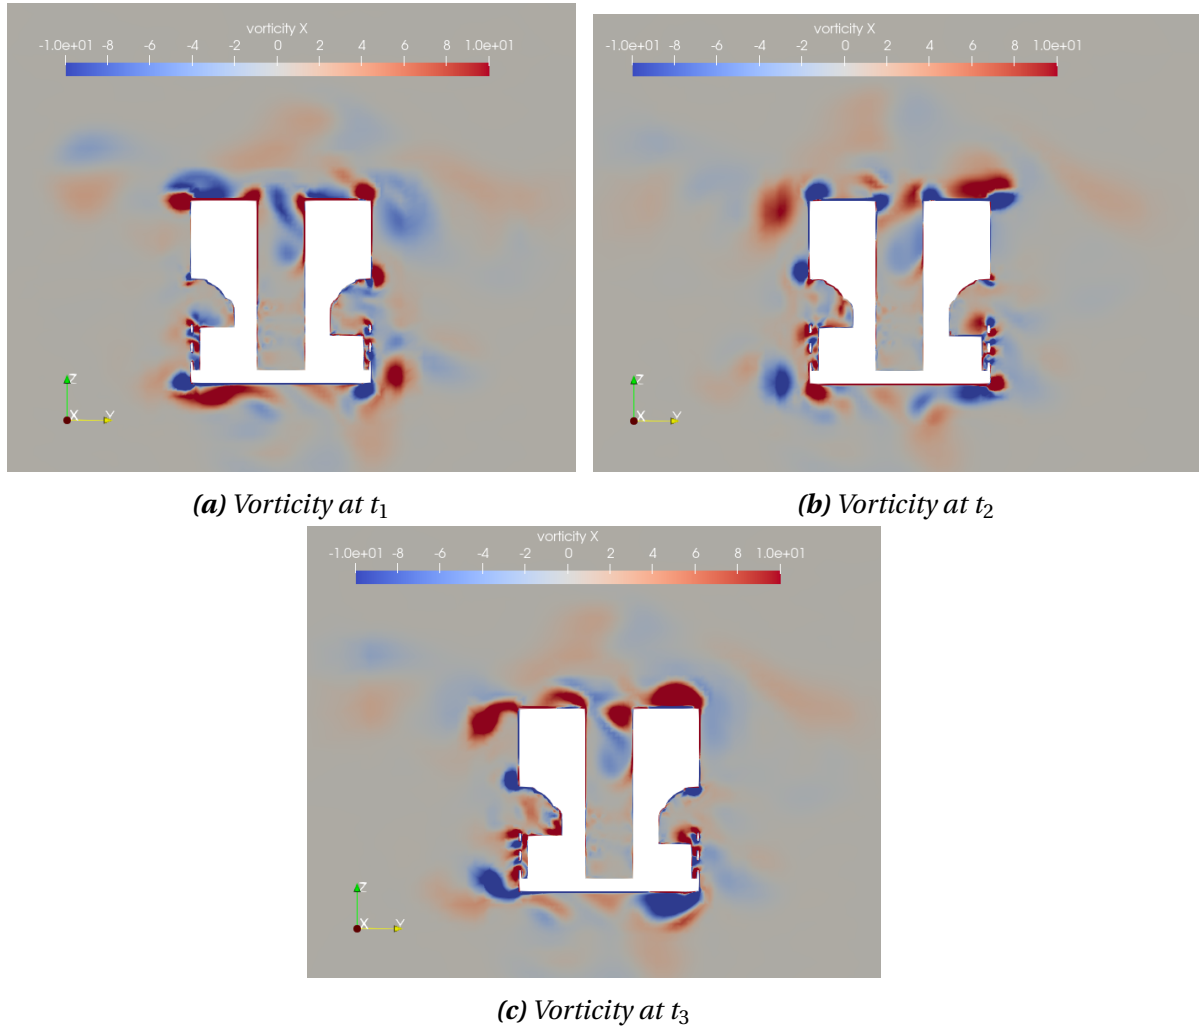 vorticity X
-1.0e+01 -8 -6 -4 -2 0 2 4 6 8 1.0e+01
Z
X Y
(a) Vorticity at t₁
vorticity X
-1.0e+01 -8 -6 -4 -2 0 2 4 6 8 1.0e+01
Z
X Y
(b) Vorticity at t₂
vorticity X
-1.0e+01 -8 -6 -4 -2 0 2 4 6 8 1.0e+01
Z
X Y
(c) Vorticity at t₃